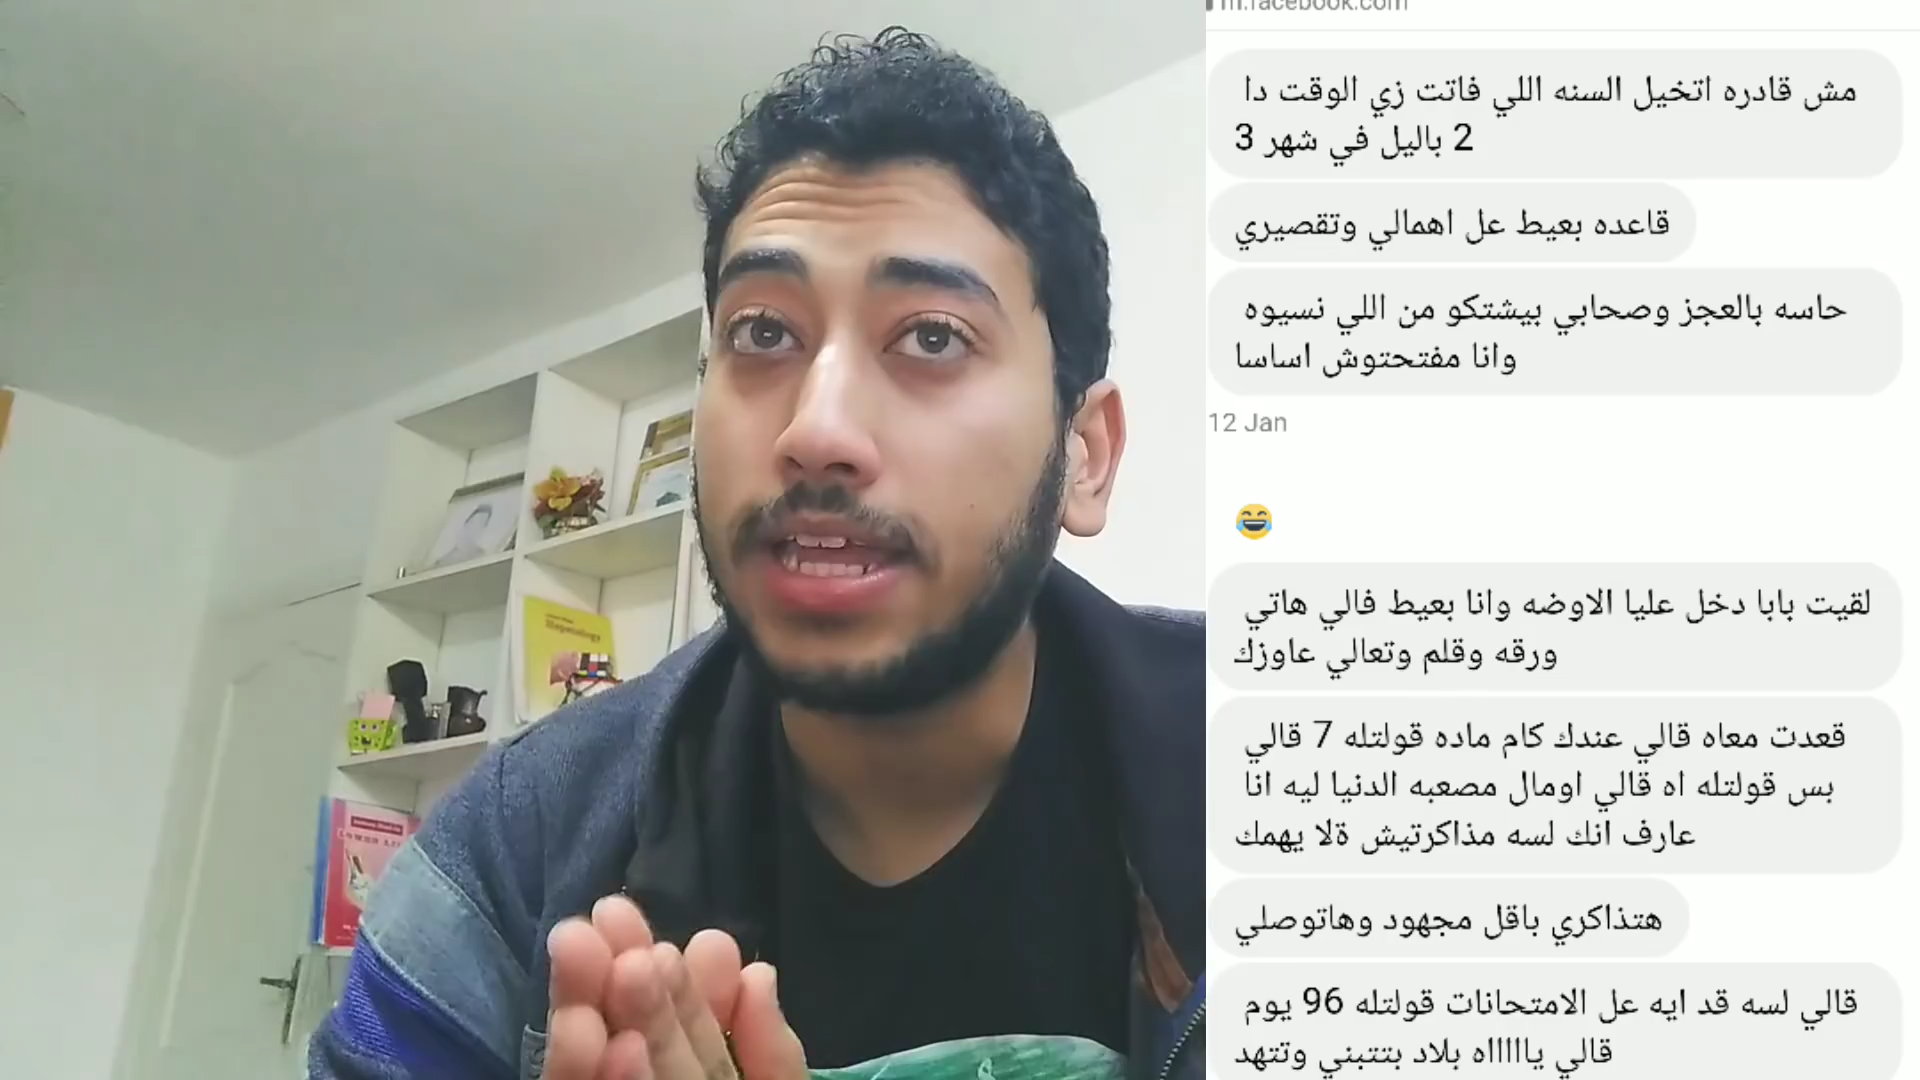 m.facebook.com
مش قادره اتخيل السنه اللي فاتت زي الوقت دا
2 باليل في شهر 3
قاعده بعيط عل اهمالي وتقصيري
حاسه بالعجز وصحابي بيشتكو من اللي نسيوه
وانا مفتحتوش اساسا
12 Jan
لقيت بابا دخل عليا الاوضه وانا بعيط فالي هاتي
ورقه وقلم وتعالي عاوزك
قعدت معاه قالي عندك كام ماده قولتله 7 قالي
بس قولتله اه قالي اومال مصعبه الدنيا ليه انا
عارف انك لسه مذاكرتيش ةلا يهمك
هتذاكري باقل مجهود وهاتوصلي
قالي لسه قد ايه عل الامتحانات قولتله 96 يوم
قالي ياااااه بلاد بتتبني وتتهد